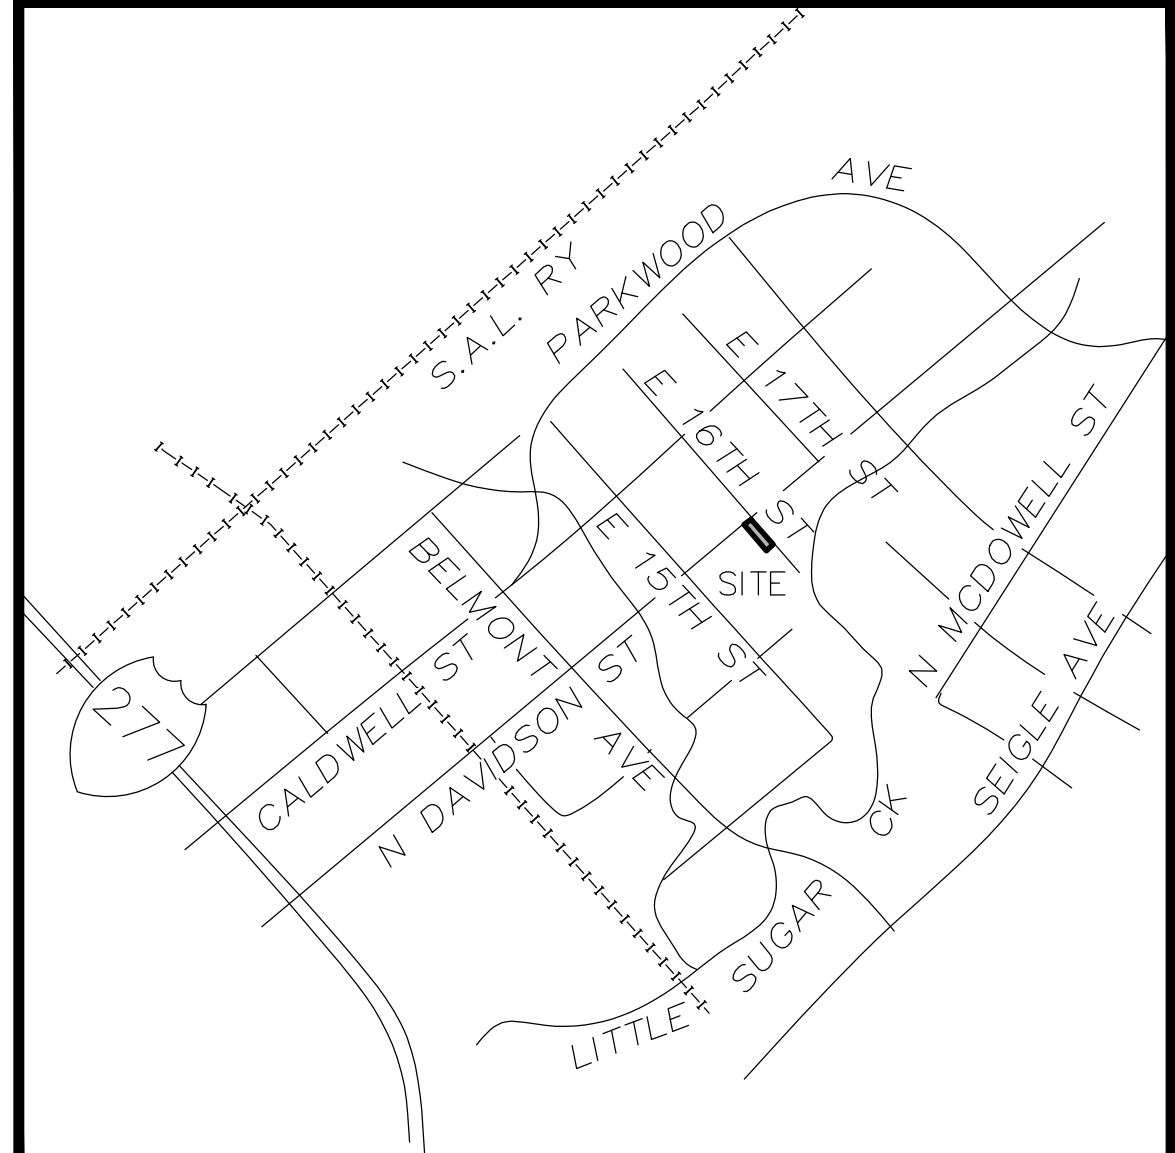 AVE
PARKWOOD
S.A.L. RY
E 17TH ST
E 16TH ST
E 15TH ST
SITE
BELMONT AVE
CALDWELL ST
N DAVIDSON ST
N MCDOWELL ST
SEIGLE AVE
277
LITTLE SUGAR CK